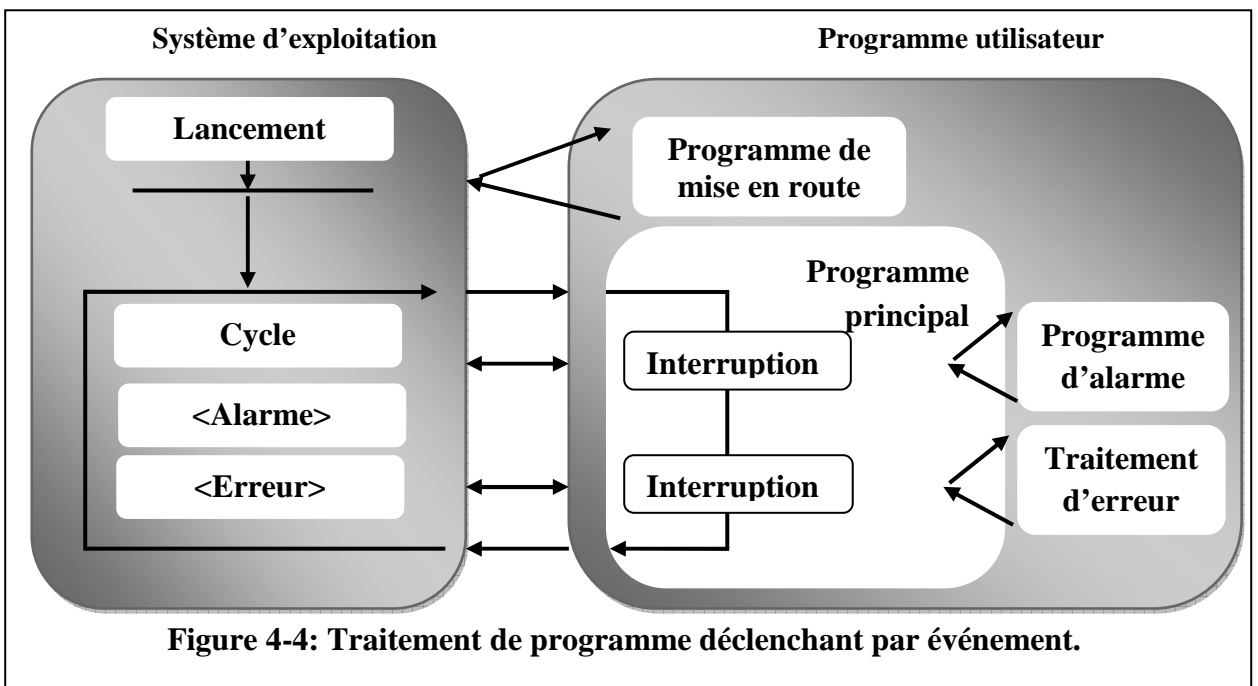 Système d'exploitation
Programme utilisateur
Lancement
Programme de
mise en route
Programme
principal
Cycle
Interruption
Programme
d'alarme
<Alarme>
<Erreur>
Interruption
Traitement
d'erreur
Figure 4-4: Traitement de programme déclenchant par événement.